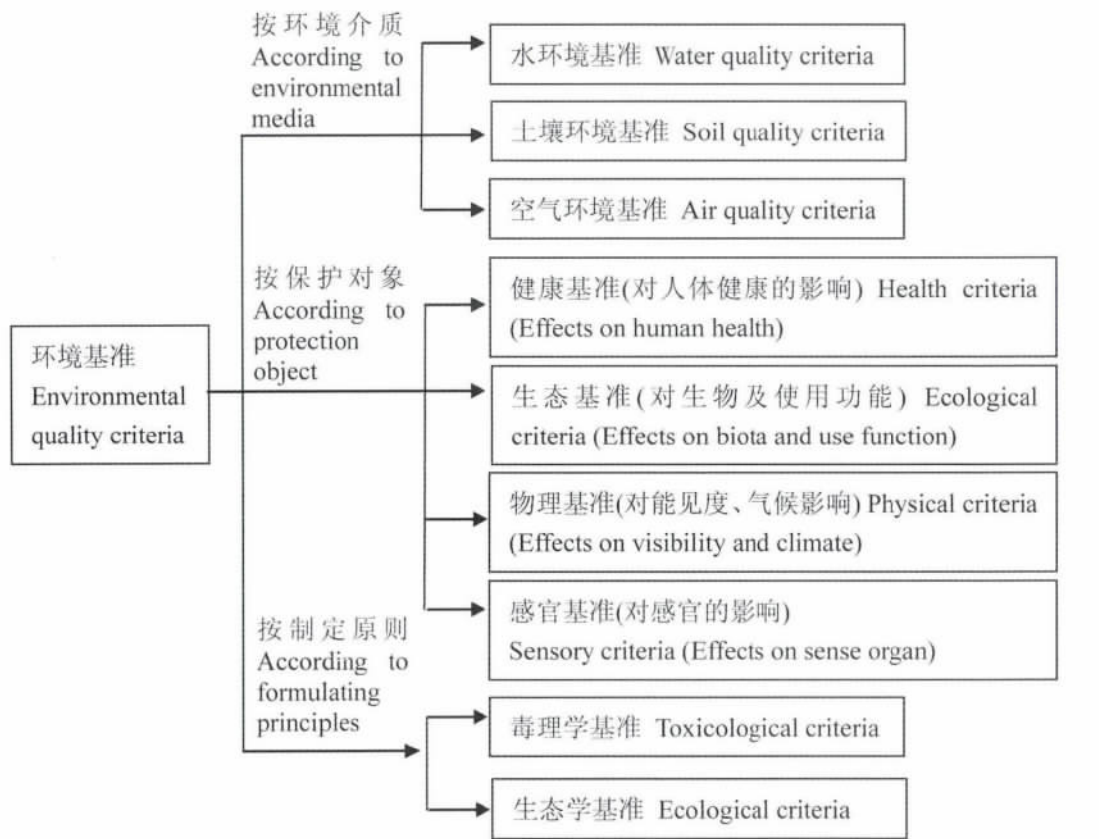 按环境介质
According to
environmental
media
水环境基准 Water quality criteria
土壤环境基准 Soil quality criteria
空气环境基准 Air quality criteria
环境基准
Environmental
quality criteria
按保护对象
According to
protection
object
健康基准(对人体健康的影响) Health criteria
(Effects on human health)
生态基准(对生物及使用功能) Ecological
criteria (Effects on biota and use function)
物理基准(对能见度、气候影响) Physical criteria
(Effects on visibility and climate)
感官基准(对感官的影响)
Sensory criteria (Effects on sense organ)
按制定原则
According to
formulating
principles
毒理学基准 Toxicological criteria
生态学基准 Ecological criteria